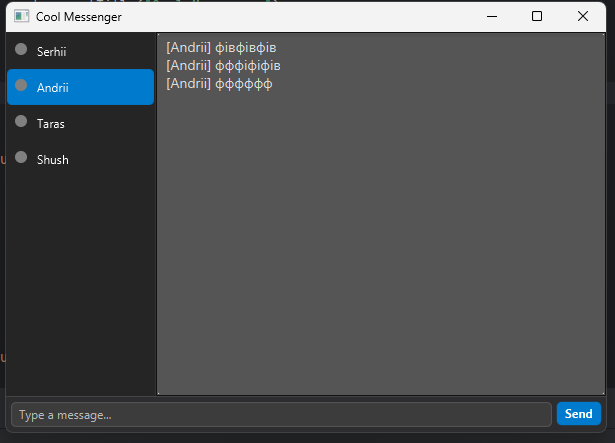 Cool Messenger
Serhii
Andrii
Taras
Shush
[Andrii] фівфівфів
[Andrii] фффіфіфів
[Andrii] фффффф
Type a message...
Send